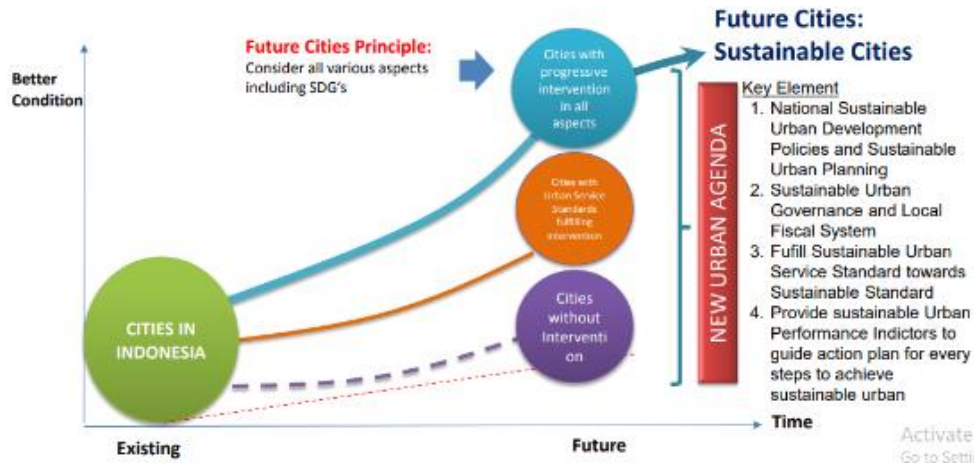 Future Cities:
Sustainable Cities
Future Cities Principle:
Consider all various aspects
including SDG's
Better
Condition
Cities with
progressive
intervention
in all
aspects
Cities with
Urban Service
Standards
fulfilling
intervention
Cities
without
Interventi
on
CITIES IN
INDONESIA
NEW URBAN AGENDA
Key Element
1. National Sustainable
Urban Development
Policies and Sustainable
Urban Planning
2. Sustainable Urban
Governance and Local
Fiscal System
3. Fufill Sustainable Urban
Service Standard towards
Sustainable Standard
4. Provide sustainable Urban
Performance Indictors to
guide action plan for every
steps to achieve
sustainable urban
Time
Existing
Future
Activate
Go to Setti